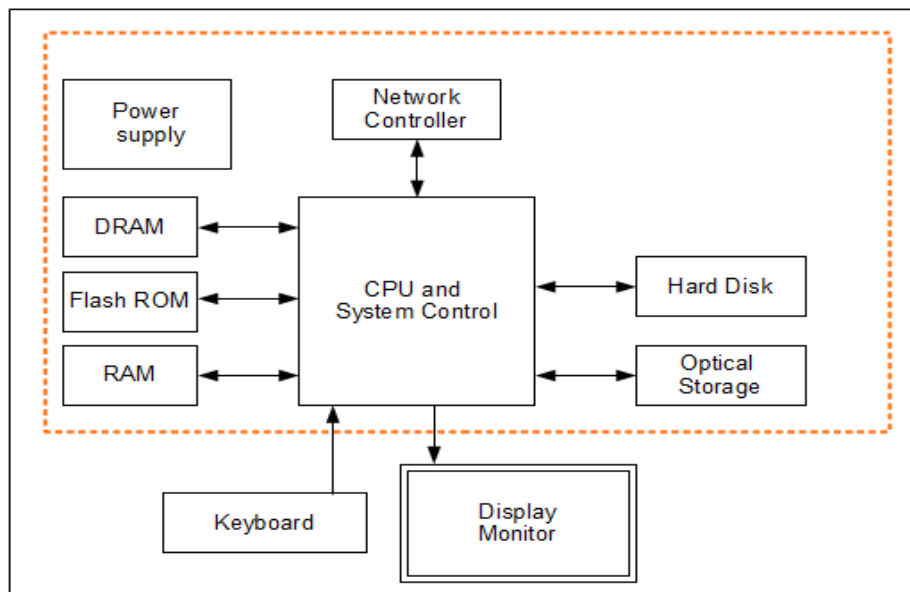 Power
supply
Network
Controller
DRAM
Flash ROM
RAM
CPU and
System Control
Hard Disk
Optical
Storage
Keyboard
Display
Monitor